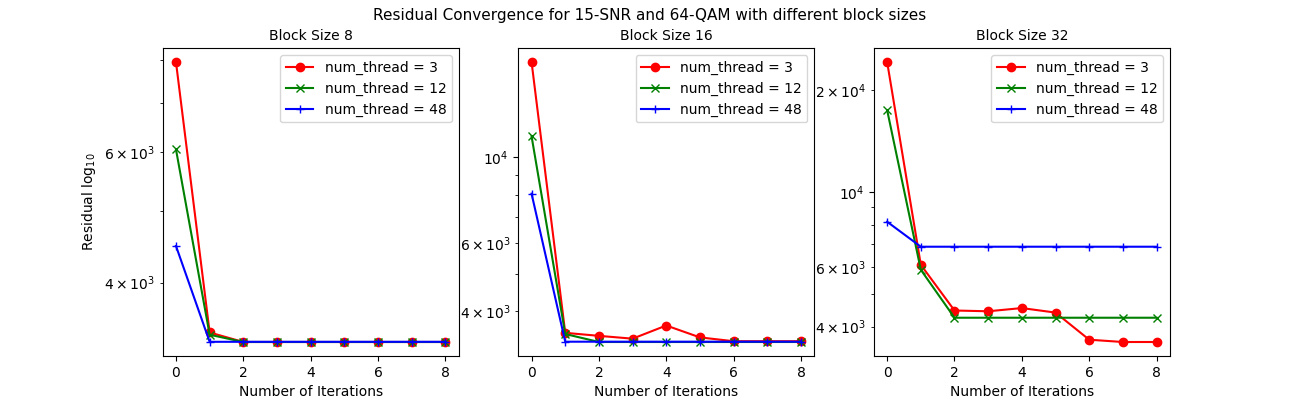 Residual Convergence for 15-SNR and 64-QAM with different block sizes
Block Size 8
num_thread = 3
num_thread = 12
num_thread = 48
6 × 10³
4 × 10³
Residual log₁₀
0 2 4 6 8
Number of Iterations
Block Size 16
num_thread = 3
num_thread = 12
num_thread = 48
10⁴
6 × 10³
4 × 10³
0 2 4 6 8
Number of Iterations
Block Size 32
num_thread = 3
num_thread = 12
num_thread = 48
2 × 10⁴
10⁴
6 × 10³
4 × 10³
0 2 4 6 8
Number of Iterations